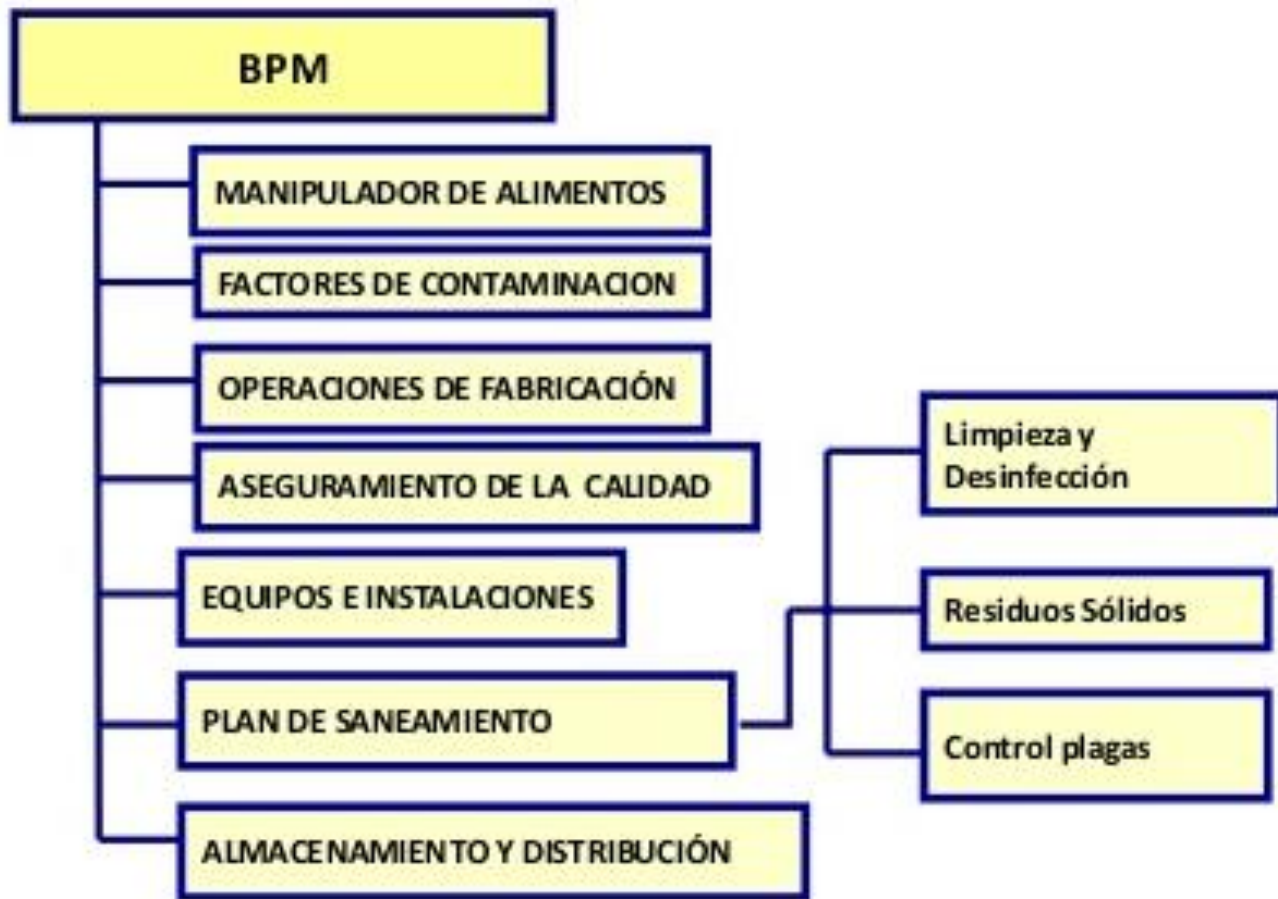 BPM
MANIPULADOR DE ALIMENTOS
FACTORES DE CONTAMINACION
OPERACIONES DE FABRICACIÓN
ASEGURAMIENTO DE LA CALIDAD
EQUIPOS E INSTALACIONES
PLAN DE SANEAMIENTO
ALMACENAMIENTO Y DISTRIBUCIÓN
Limpieza y
Desinfección
Residuos Sólidos
Control plagas